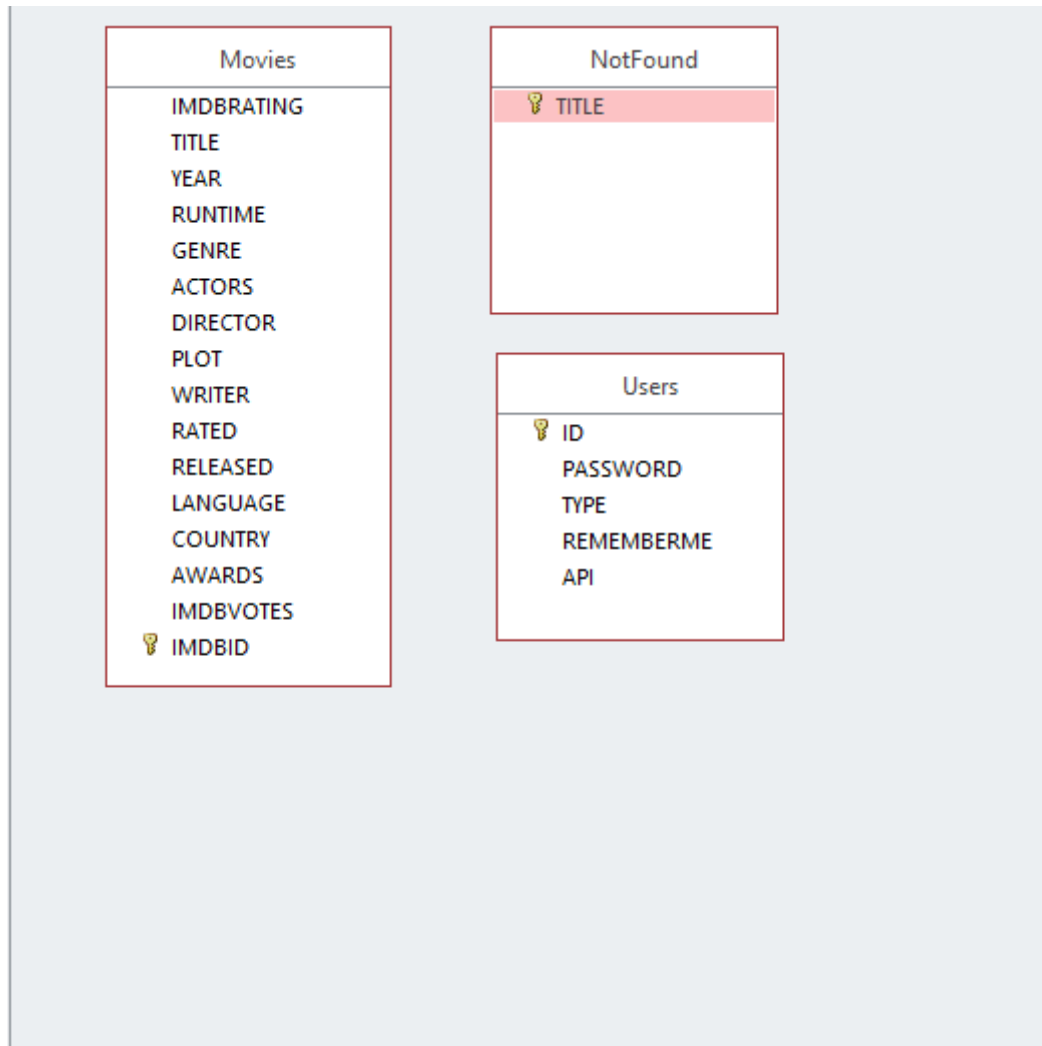 Movies
IMDBRATING
TITLE
YEAR
RUNTIME
GENRE
ACTORS
DIRECTOR
PLOT
WRITER
RATED
RELEASED
LANGUAGE
COUNTRY
AWARDS
IMDBVOTES
IMDBID
NotFound
TITLE
Users
ID
PASSWORD
TYPE
REMEMBERME
API